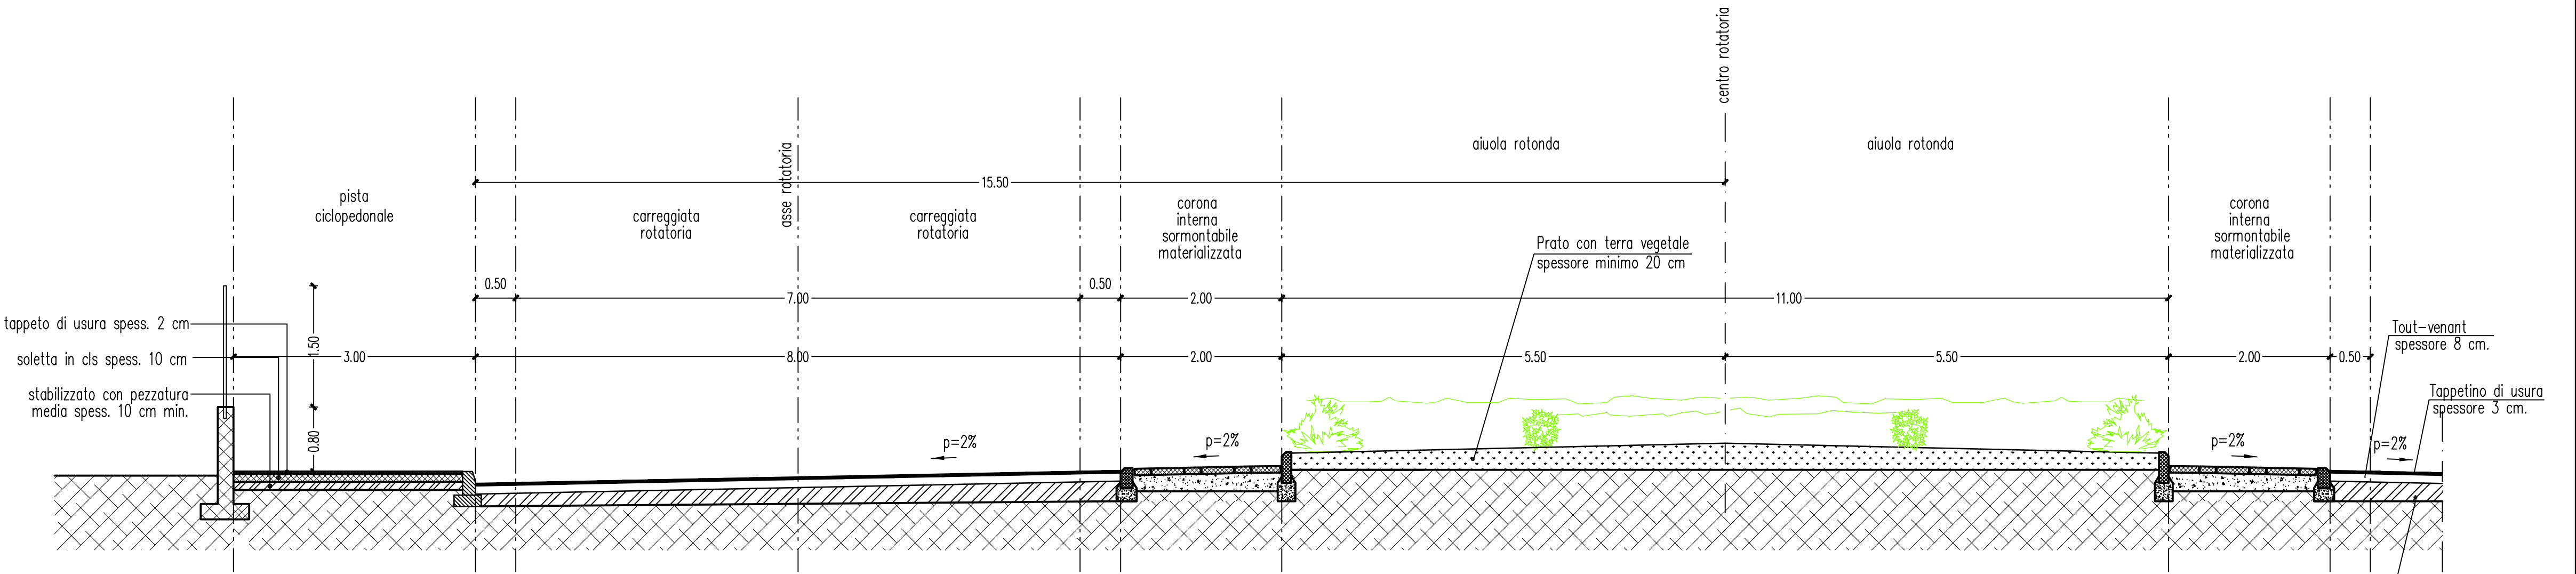 centro rotatoria
aiuola rotonda
aiuola rotonda
asse rotatoria
15.50
pista
ciclopedonale
carreggiata
rotatoria
carreggiata
rotatoria
corona
interna
sormontabile
materializzata
corona
interna
sormontabile
materializzata
Prato con terra vegetale
spessore minimo 20 cm
0.50
7.00
0.50
2.00
11.00
tappeto di usura spess. 2 cm
soletta in cls spess. 10 cm
stabilizzato con pezzatura
media spess. 10 cm min.
1.50
0.80
3.00
8.00
2.00
5.50
5.50
2.00
0.50
Tout-venant
spessore 8 cm.
Tappetino di usura
spessore 3 cm.
p=2%
p=2%
p=2%
p=2%